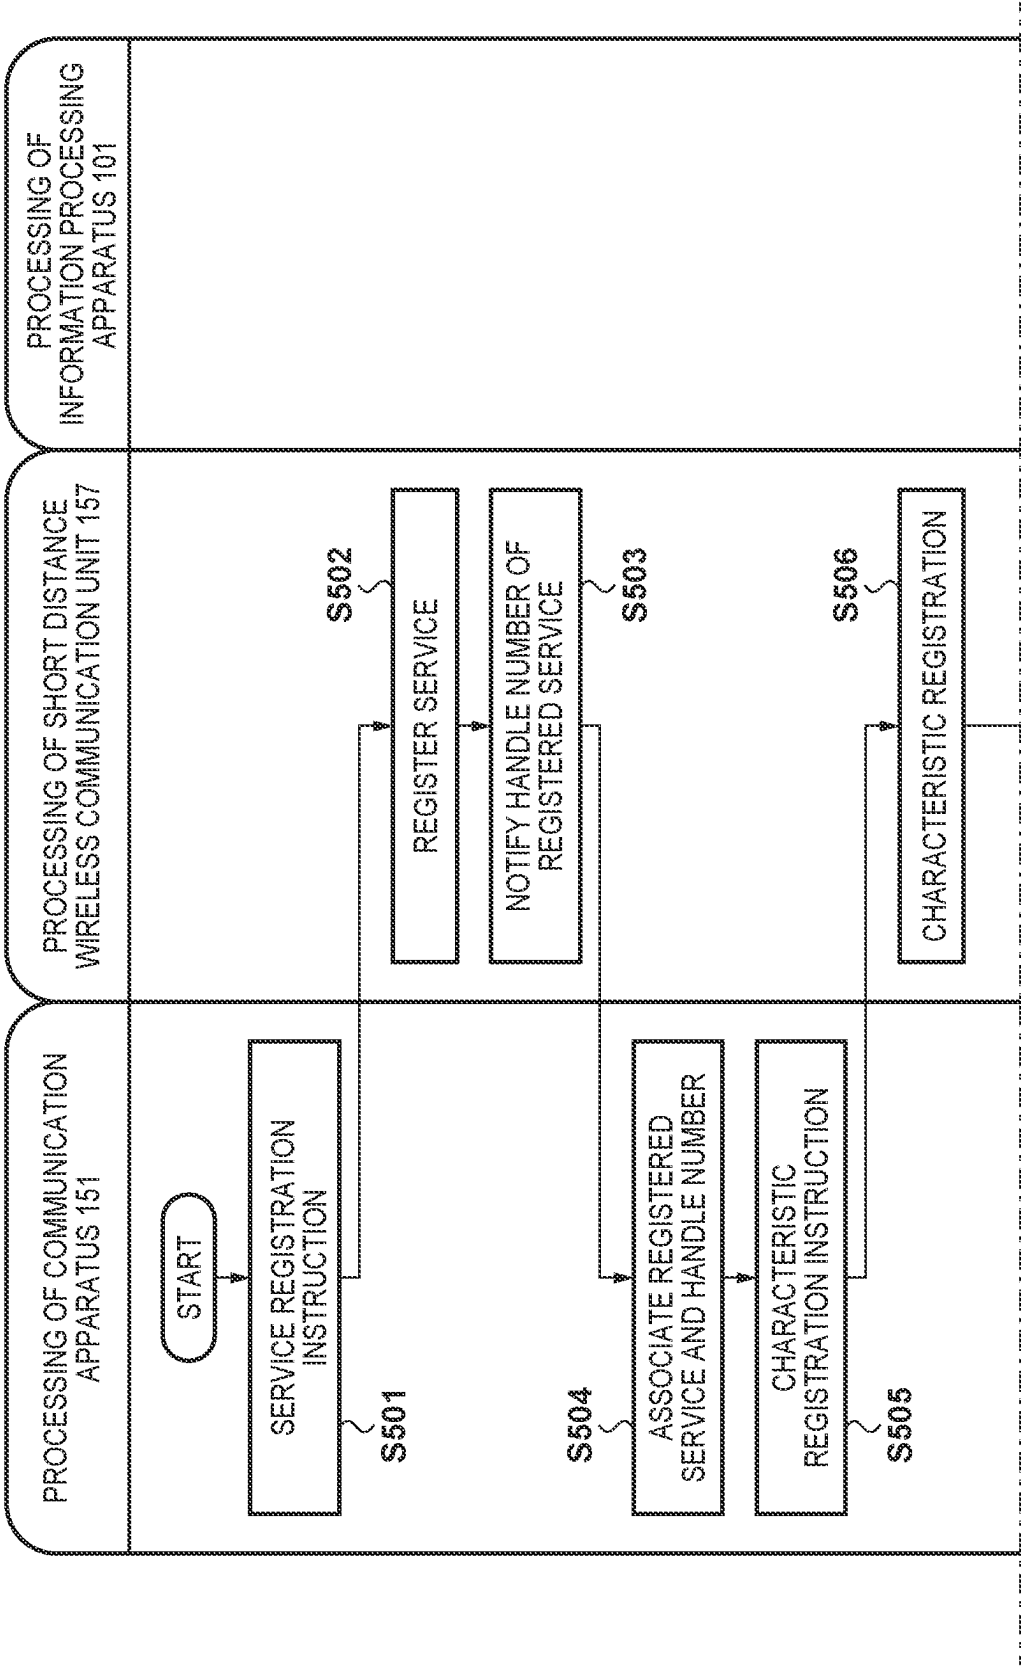 PROCESSING OF COMMUNICATION
APPARATUS 151
PROCESSING OF SHORT DISTANCE
WIRELESS COMMUNICATION UNIT 157
PROCESSING OF
INFORMATION PROCESSING
APPARATUS 101
START
SERVICE REGISTRATION
INSTRUCTION
S501
S502
REGISTER SERVICE
NOTIFY HANDLE NUMBER OF
REGISTERED SERVICE
S503
S504
ASSOCIATE REGISTERED
SERVICE AND HANDLE NUMBER
CHARACTERISTIC
REGISTRATION INSTRUCTION
S505
S506
CHARACTERISTIC REGISTRATION